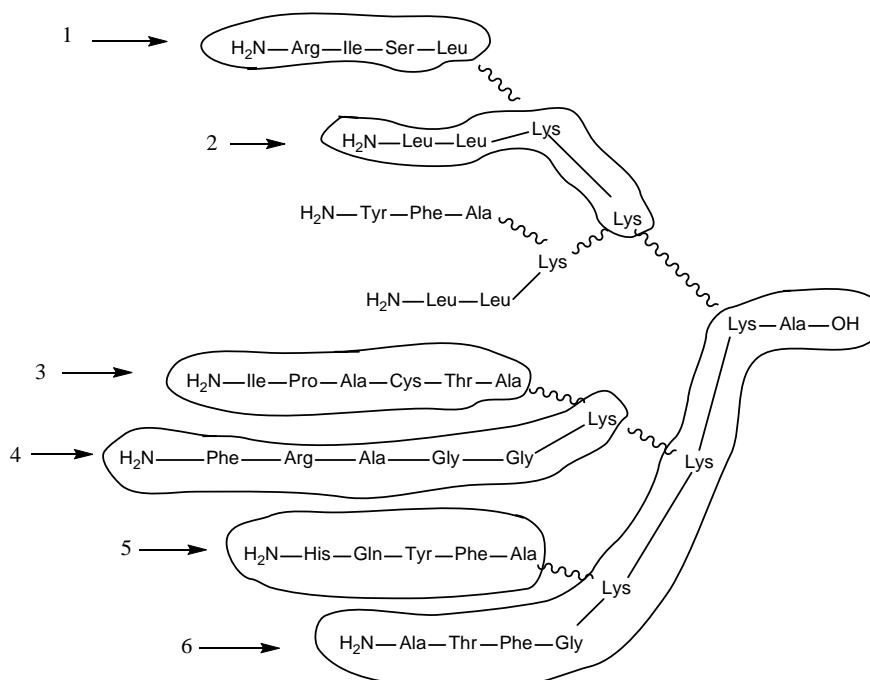 1
H₂N—Arg—Ile—Ser—Leu
2
H₂N—Leu—Leu—Lys
Lys
H₂N—Tyr—Phe—Ala
Lys
H₂N—Leu—Leu
Lys—Ala—OH
3
H₂N—Ile—Pro—Ala—Cys—Thr—Ala
Lys
4
H₂N—Phe—Arg—Ala—Gly—Gly
Lys
5
H₂N—His—Gln—Tyr—Phe—Ala
Lys
6
H₂N—Ala—Thr—Phe—Gly